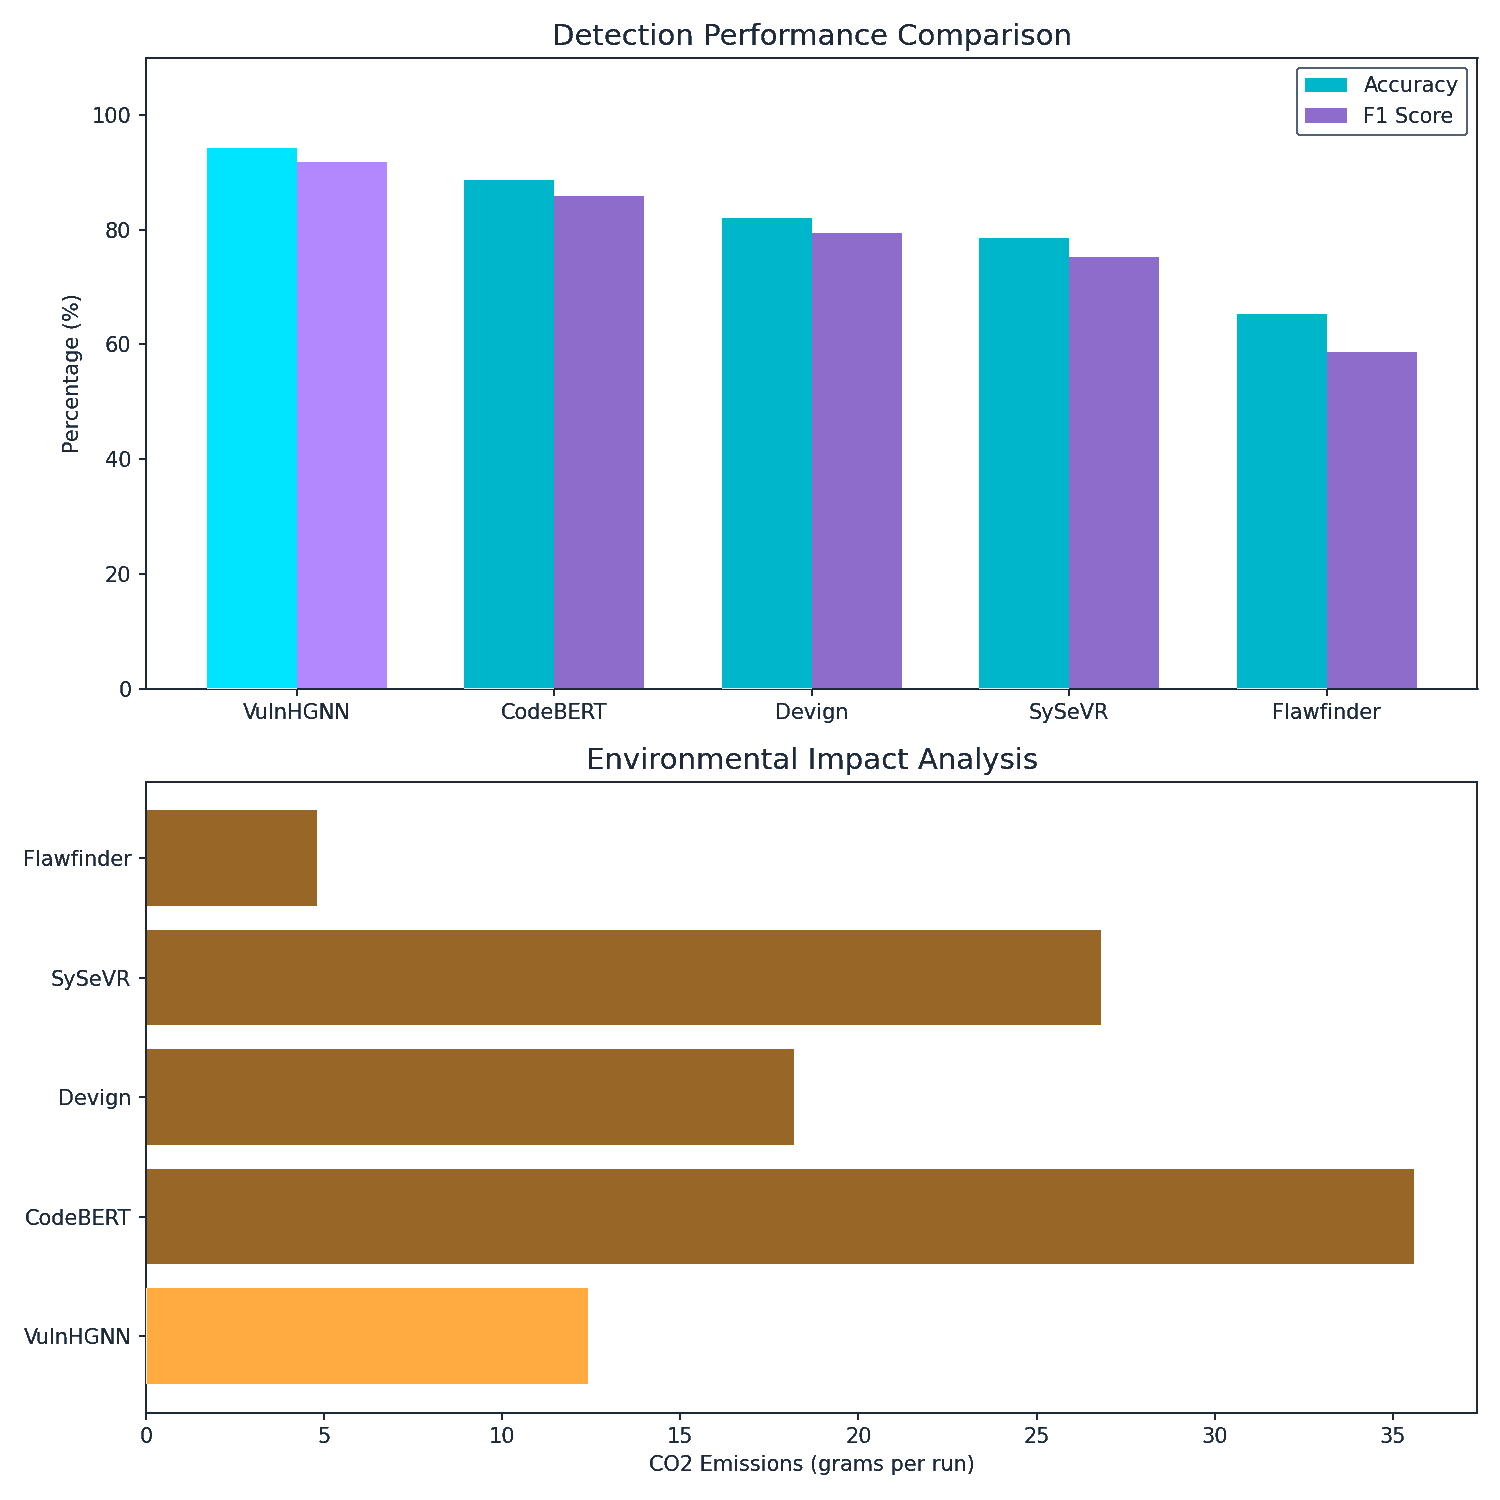 Detection Performance Comparison
Accuracy
F1 Score
Percentage (%)
100
80
60
40
20
0
VulnHGNN CodeBERT Devign SySeVR Flawfinder
Environmental Impact Analysis
Flawfinder
SySeVR
Devign
CodeBERT
VulnHGNN
0 5 10 15 20 25 30 35
CO2 Emissions (grams per run)